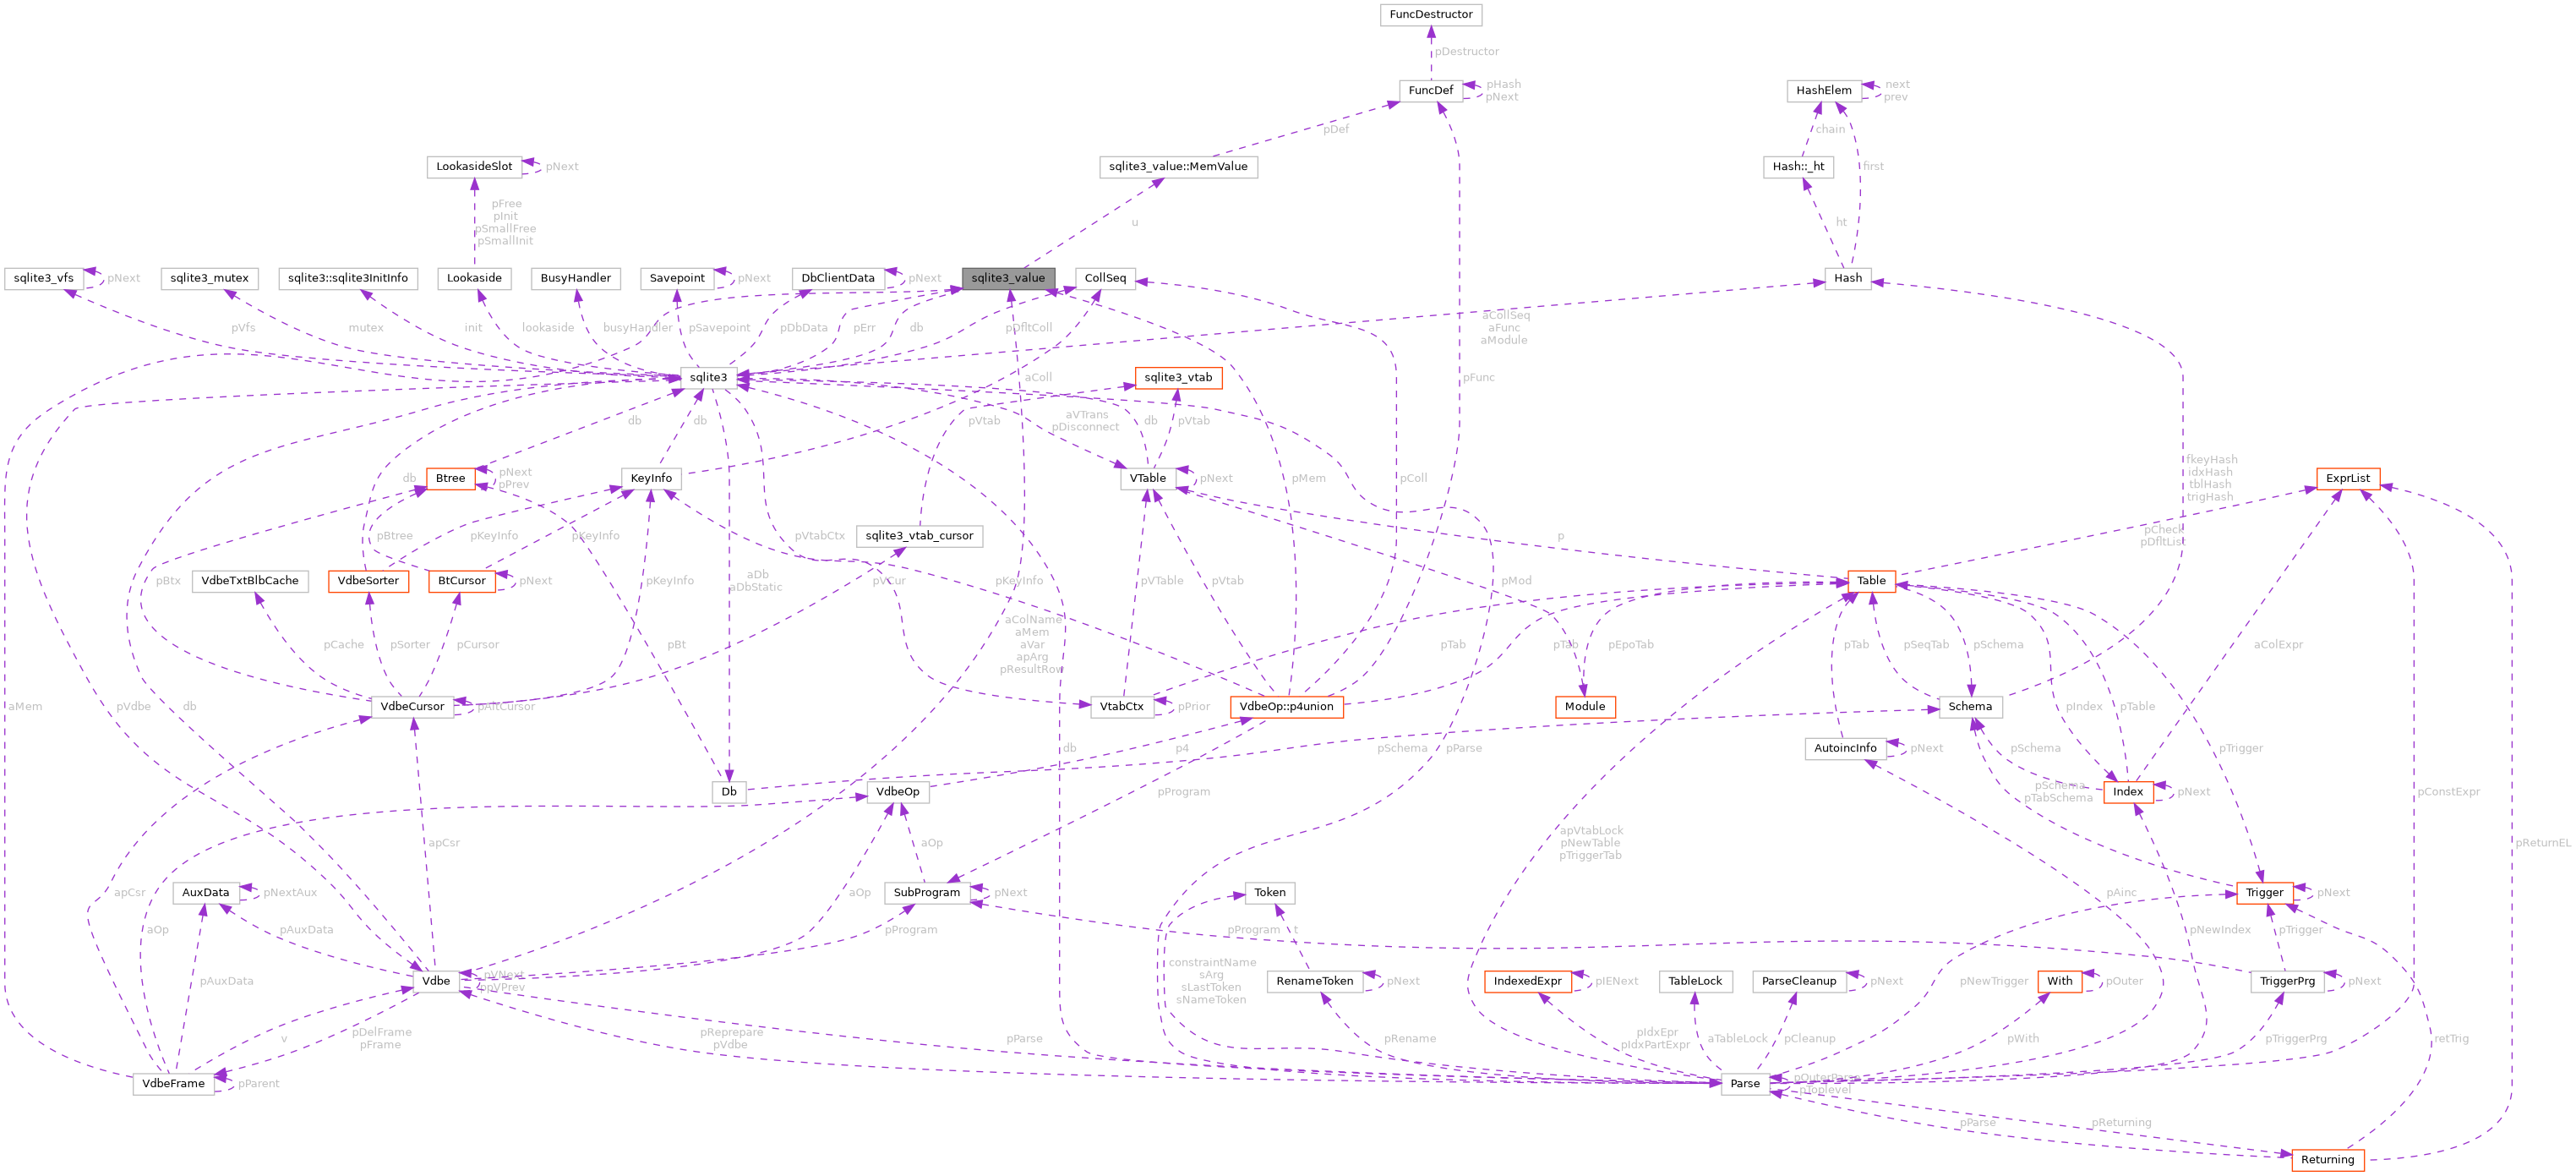 FuncDestructor
pDestructor
FuncDef
pHash
pNext
HashElem
next
prev
pDef
chain
LookasideSlot
pNext
sqlite3_value::MemValue
Hash::_ht
first
pFree
pInit
pSmallFree
pSmallInit
u
ht
sqlite3_vfs
pNext
sqlite3_mutex
sqlite3::sqlite3InitInfo
Lookaside
BusyHandler
Savepoint
pNext
DbClientData
pNext
sqlite3_value
CollSeq
Hash
pVfs
mutex
init
lookaside
busyHandler
pSavepoint
pDbData
pErr
db
pDfltColl
aCollSeq
aFunc
aModule
sqlite3
aColl
sqlite3_vtab
pFunc
db
db
pVtab
aVTrans
pDisconnect
db
pVtab
db
Btree
pNext
pPrev
KeyInfo
VTable
pNext
pMem
pColl
fkeyHash
idxHash
tblHash
trigHash
ExprList
pBtree
pKeyInfo
pKeyInfo
pVtabCtx
sqlite3_vtab_cursor
p
pCheck
pDfltList
pBtx
VdbeTxtBlbCache
VdbeSorter
BtCursor
pNext
pKeyInfo
aDb
aDbStatic
pVCur
pKeyInfo
pVTable
pVtab
pMod
Table
pCache
pSorter
pCursor
pBt
aColName
aMem
aVar
apArg
pResultRow
pTab
pTab
pEpoTab
pTab
pSeqTab
pSchema
aColExpr
aMem
pVdbe
db
VdbeCursor
pAltCursor
VtabCtx
pPrior
VdbeOp::p4union
Module
Schema
pIndex
pTable
p4
db
pSchema
pParse
AutoincInfo
pNext
pSchema
pTrigger
Db
VdbeOp
pProgram
pSchema
pTabSchema
Index
pNext
pConstExpr
apCsr
aOp
apVtabLock
pNewTable
pTriggerTab
pReturnEL
apCsr
AuxData
pNextAux
aOp
SubProgram
pNext
Token
pAinc
Trigger
pNext
aOp
pAuxData
pProgram
pProgram
t
pNewIndex
pTrigger
constraintName
sArg
sLastToken
sNameToken
pAuxData
Vdbe
pVNext
ppVPrev
RenameToken
pNext
IndexedExpr
pIENext
TableLock
ParseCleanup
pNext
pNewTrigger
With
pOuter
TriggerPrg
pNext
v
pDelFrame
pFrame
pReprepare
pVdbe
pParse
pRename
pIdxEpr
pIdxPartExpr
aTableLock
pCleanup
pWith
pTriggerPrg
retTrig
VdbeFrame
pParent
Parse
pOuterParse
pToplevel
pParse
pReturning
Returning